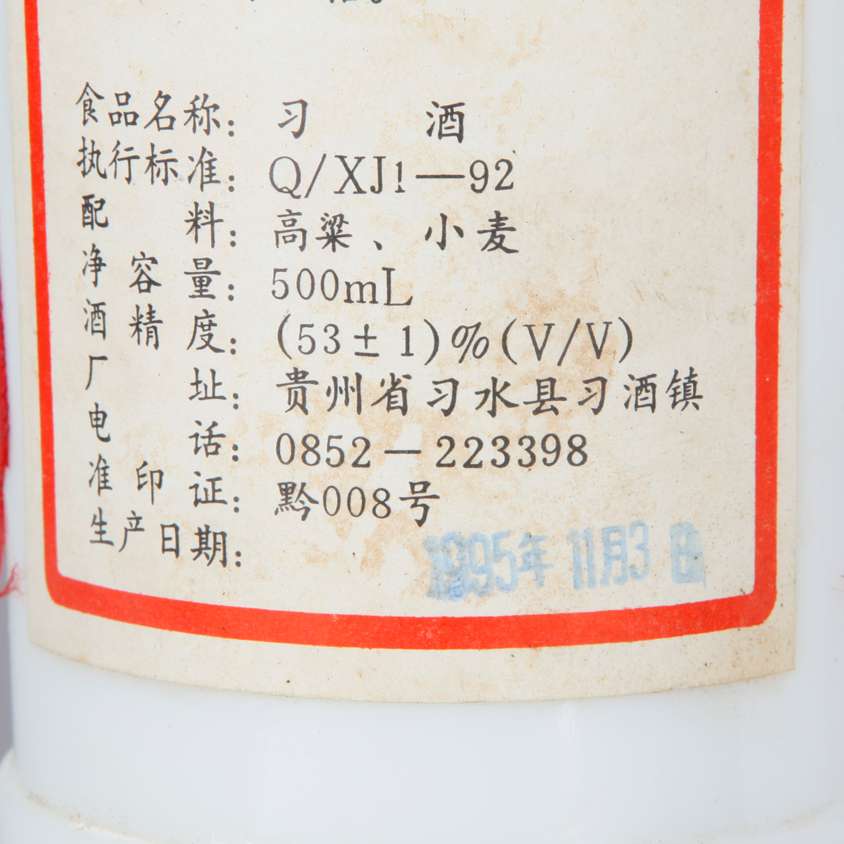 食品名称：习 酒
执行标准：Q/XJ1—92
配 料：高粱、小麦
净 容 量：500mL
酒 精 度：(53±1)%(V/V)
厂 址：贵州省习水县习酒镇
电 话：0852—223398
准 印 证：黔008号
生产日期：1995年11月3日